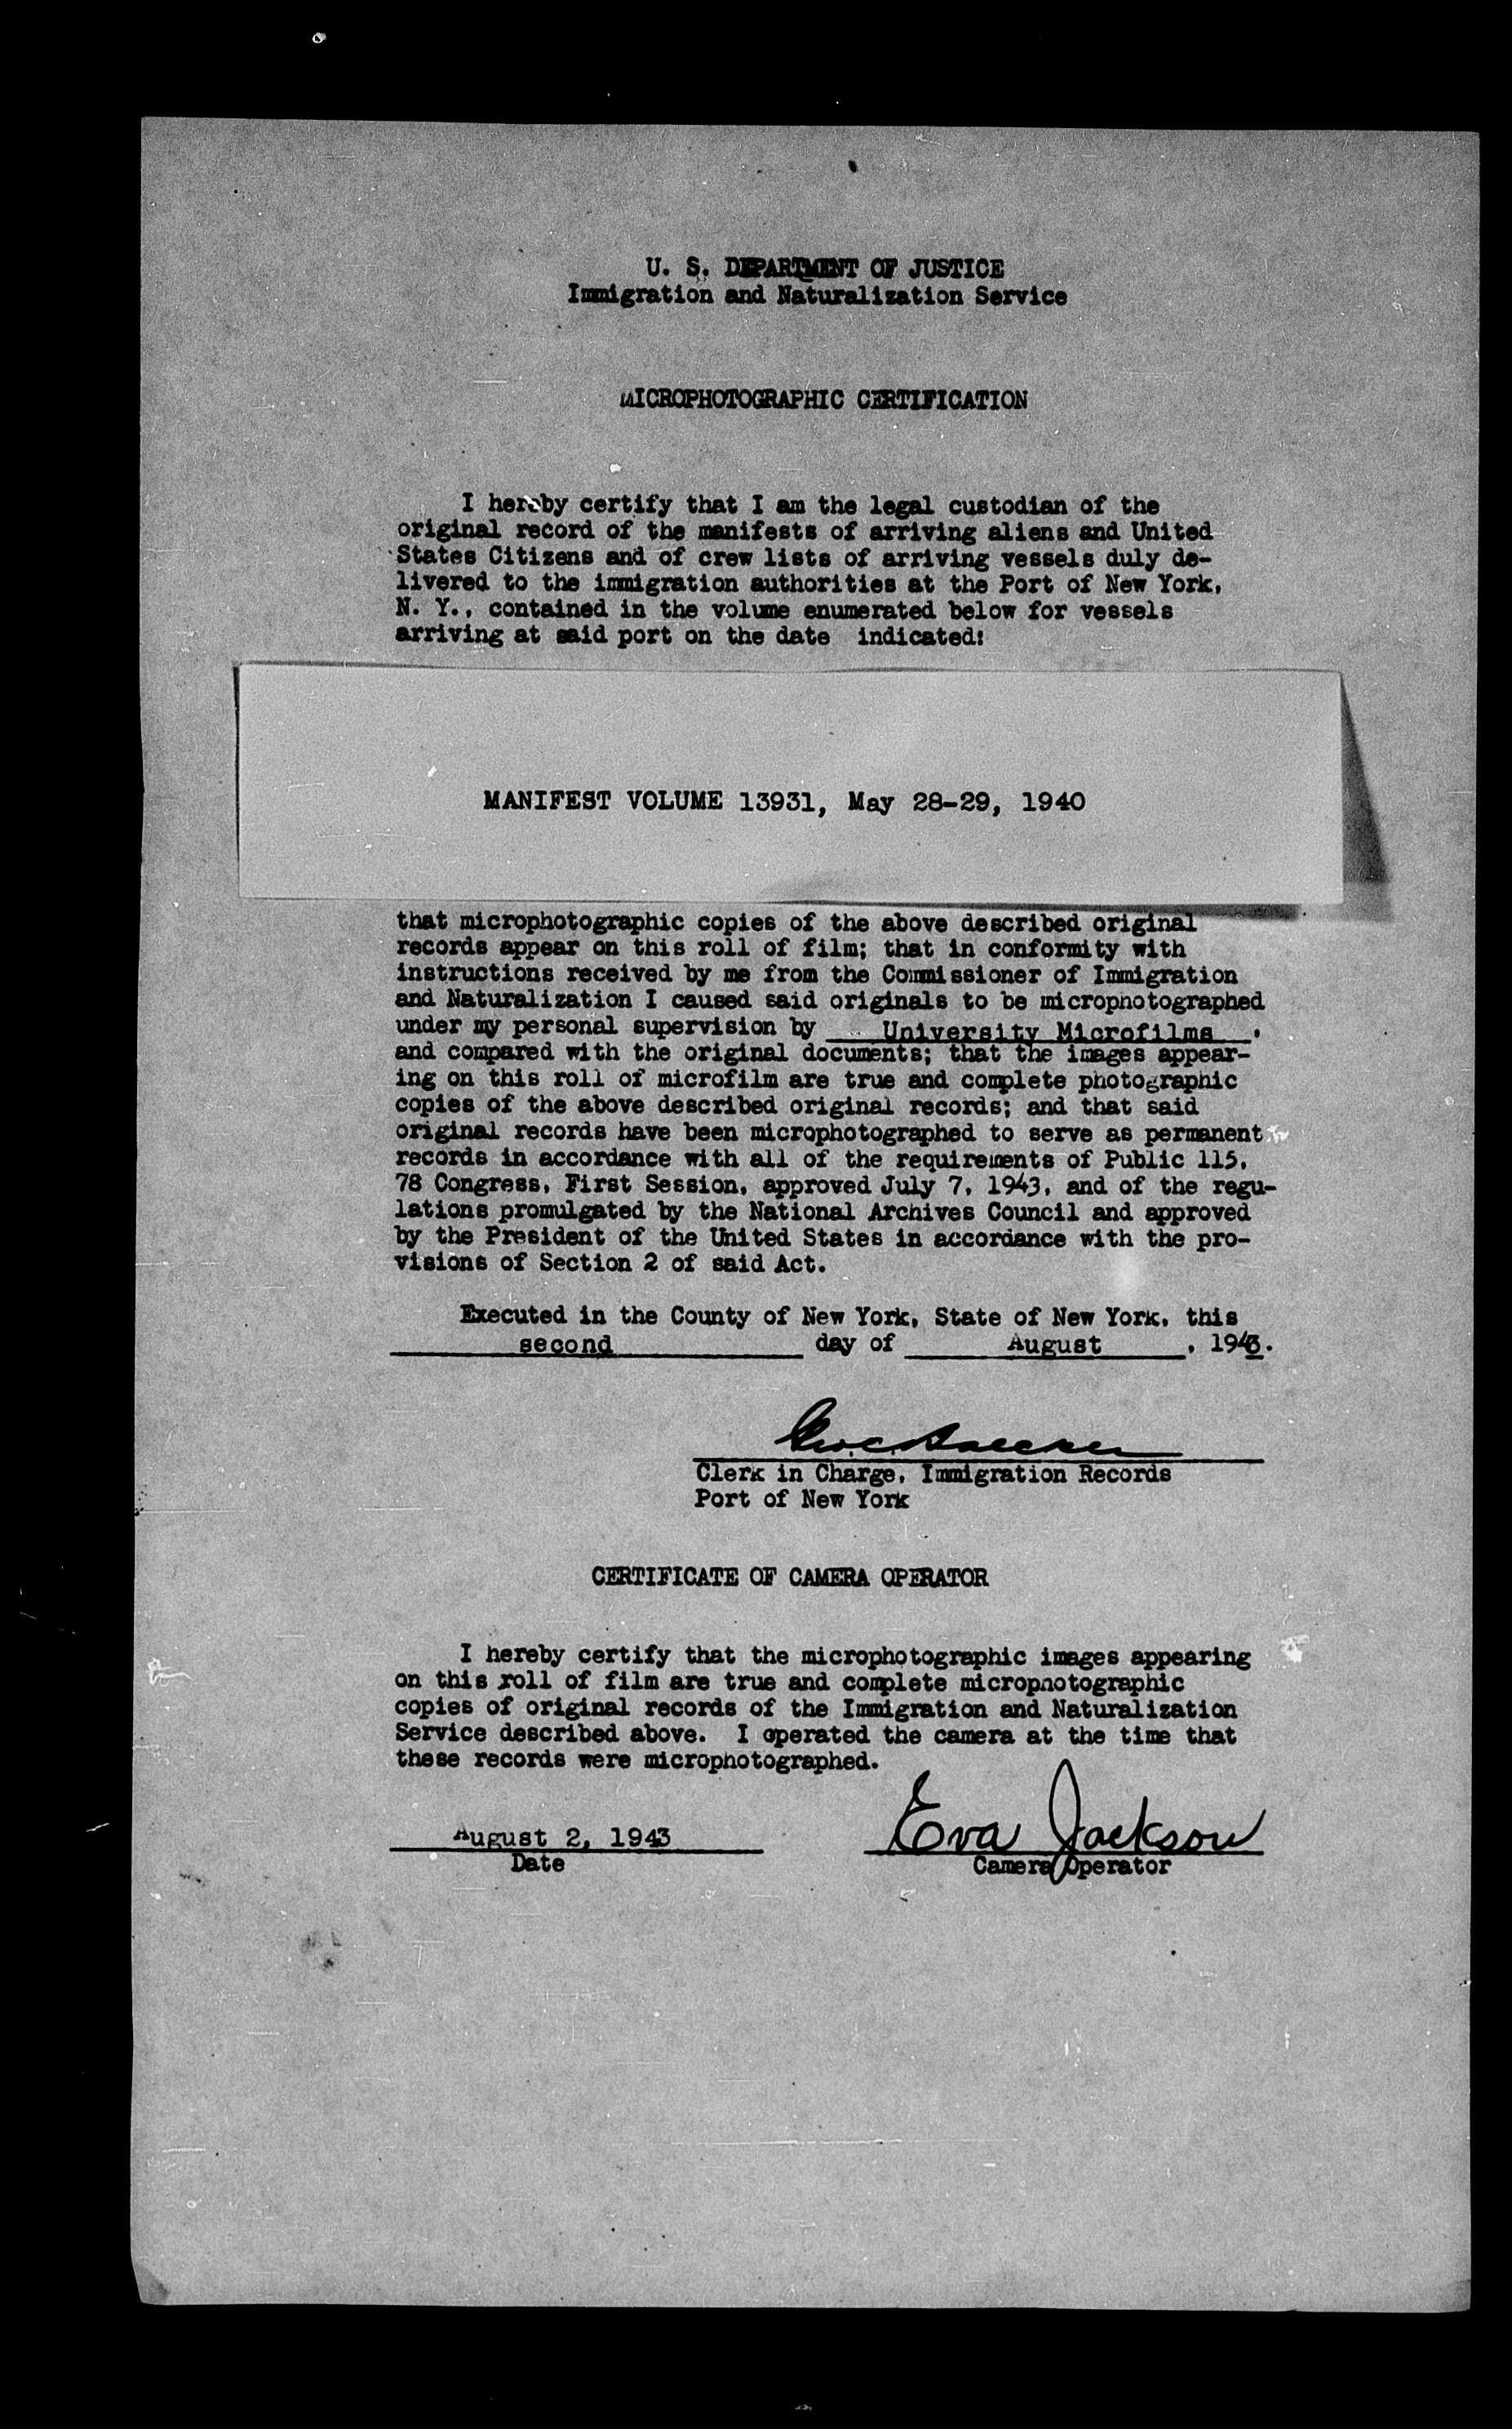 U. S. DEPARTMENT OF JUSTICE
Immigration and Naturalization Service
MICROPHOTOGRAPHIC CERTIFICATION
I hereby certify that I am the legal custodian of the
original record of the manifests of arriving aliens and United
States Citizens and of crew lists of arriving vessels duly de-
livered to the immigration authorities at the Port of New York,
N. Y., contained in the volume enumerated below for vessels
arriving at said port on the date indicated:
MANIFEST VOLUME 13931, May 28-29, 1940
that microphotographic copies of the above described original
records appear on this roll of film; that in conformity with
instructions received by me from the Commissioner of Immigration
and Naturalization I caused said originals to be microphotographed
under my personal supervision by University Microfilms ,
and compared with the original documents; that the images appear-
ing on this roll of microfilm are true and complete photographic
copies of the above described original records; and that said
original records have been microphotographed to serve as permanent
records in accordance with all of the requirements of Public 115,
78 Congress, First Session, approved July 7, 1943, and of the regu-
lations promulgated by the National Archives Council and approved
by the President of the United States in accordance with the pro-
visions of Section 2 of said Act.
Executed in the County of New York, State of New York, this
second day of August , 1943.
Clerk in Charge, Immigration Records
Port of New York
CERTIFICATE OF CAMERA OPERATOR
I hereby certify that the microphotographic images appearing
on this roll of film are true and complete microphotographic
copies of original records of the Immigration and Naturalization
Service described above. I operated the camera at the time that
these records were microphotographed.
August 2, 1943 Eva Jackson
Date Camera Operator